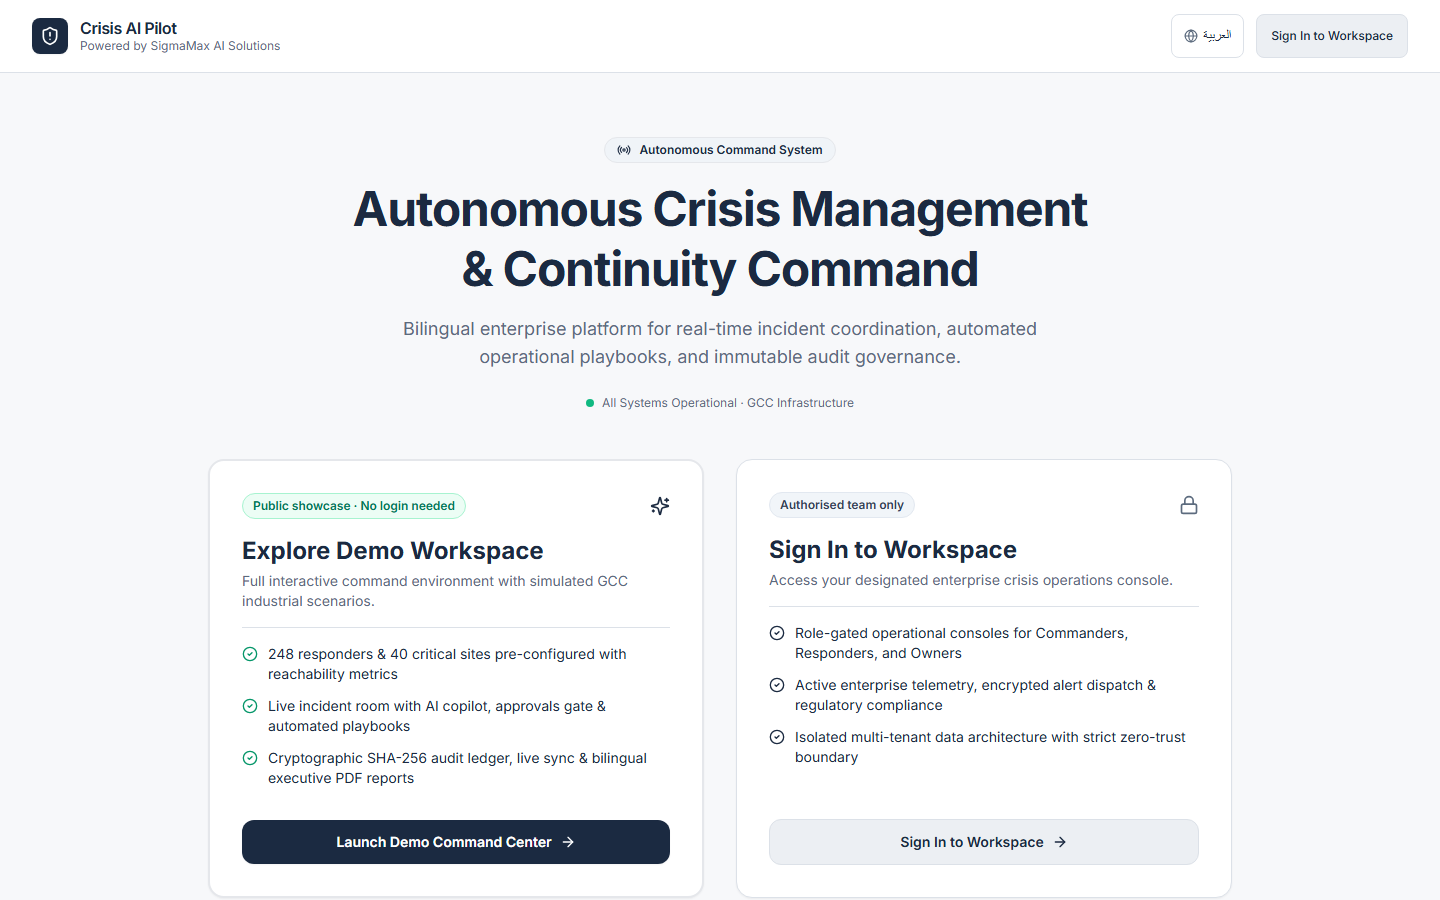 Crisis AI Pilot
Powered by SigmaMax AI Solutions
العربية
Sign In to Workspace
Autonomous Command System
Autonomous Crisis Management
& Continuity Command
Bilingual enterprise platform for real-time incident coordination, automated
operational playbooks, and immutable audit governance.
All Systems Operational · GCC Infrastructure
Public showcase · No login needed
Explore Demo Workspace
Full interactive command environment with simulated GCC
industrial scenarios.
248 responders & 40 critical sites pre-configured with
reachability metrics
Live incident room with AI copilot, approvals gate &
automated playbooks
Cryptographic SHA-256 audit ledger, live sync & bilingual
executive PDF reports
Launch Demo Command Center
Authorised team only
Sign In to Workspace
Access your designated enterprise crisis operations console.
Role-gated operational consoles for Commanders,
Responders, and Owners
Active enterprise telemetry, encrypted alert dispatch &
regulatory compliance
Isolated multi-tenant data architecture with strict zero-trust
boundary
Sign In to Workspace